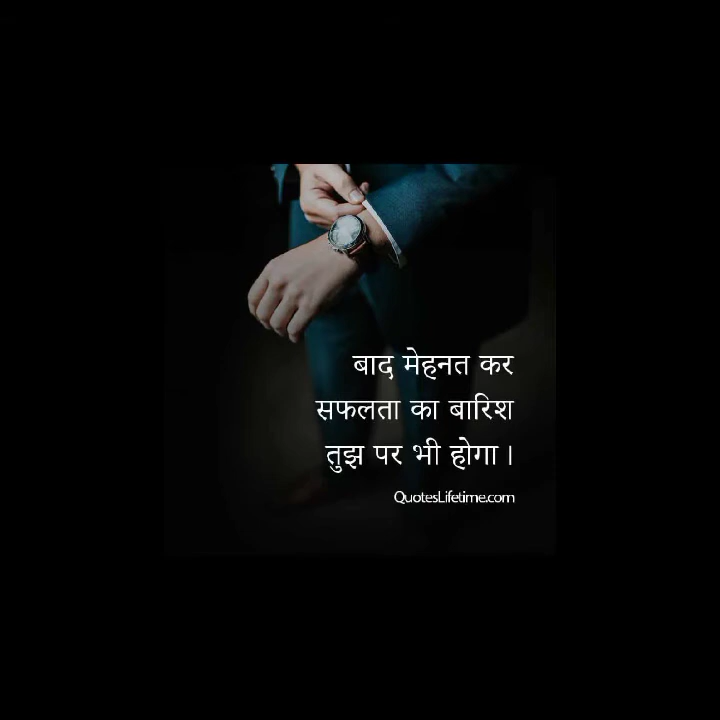 बाद मेहनत कर
सफलता का बारिश
तुझ पर भी होगा ।
QuotesLifetime.com